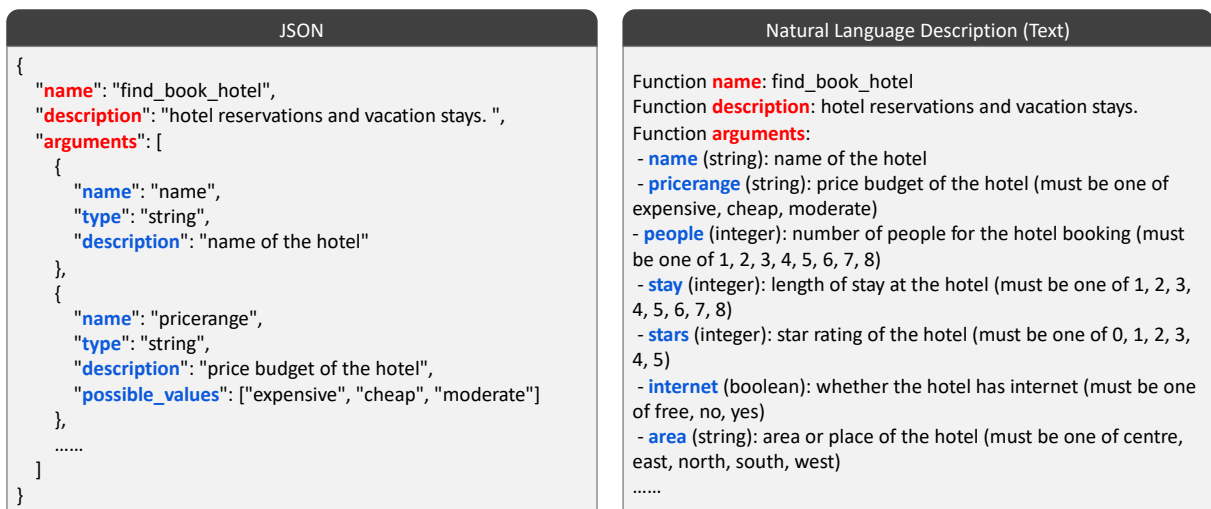 JSON
{
"name": "find_book_hotel",
"description": "hotel reservations and vacation stays. ",
"arguments": [
{
"name": "name",
"type": "string",
"description": "name of the hotel"
},
{
"name": "pricerange",
"type": "string",
"description": "price budget of the hotel",
"possible_values": ["expensive", "cheap", "moderate"]
},
……
]
}
Natural Language Description (Text)
Function name: find_book_hotel
Function description: hotel reservations and vacation stays.
Function arguments:
- name (string): name of the hotel
- pricerange (string): price budget of the hotel (must be one of
expensive, cheap, moderate)
- people (integer): number of people for the hotel booking (must
be one of 1, 2, 3, 4, 5, 6, 7, 8)
- stay (integer): length of stay at the hotel (must be one of 1, 2, 3,
4, 5, 6, 7, 8)
- stars (integer): star rating of the hotel (must be one of 0, 1, 2, 3,
4, 5)
- internet (boolean): whether the hotel has internet (must be one
of free, no, yes)
- area (string): area or place of the hotel (must be one of centre,
east, north, south, west)
……